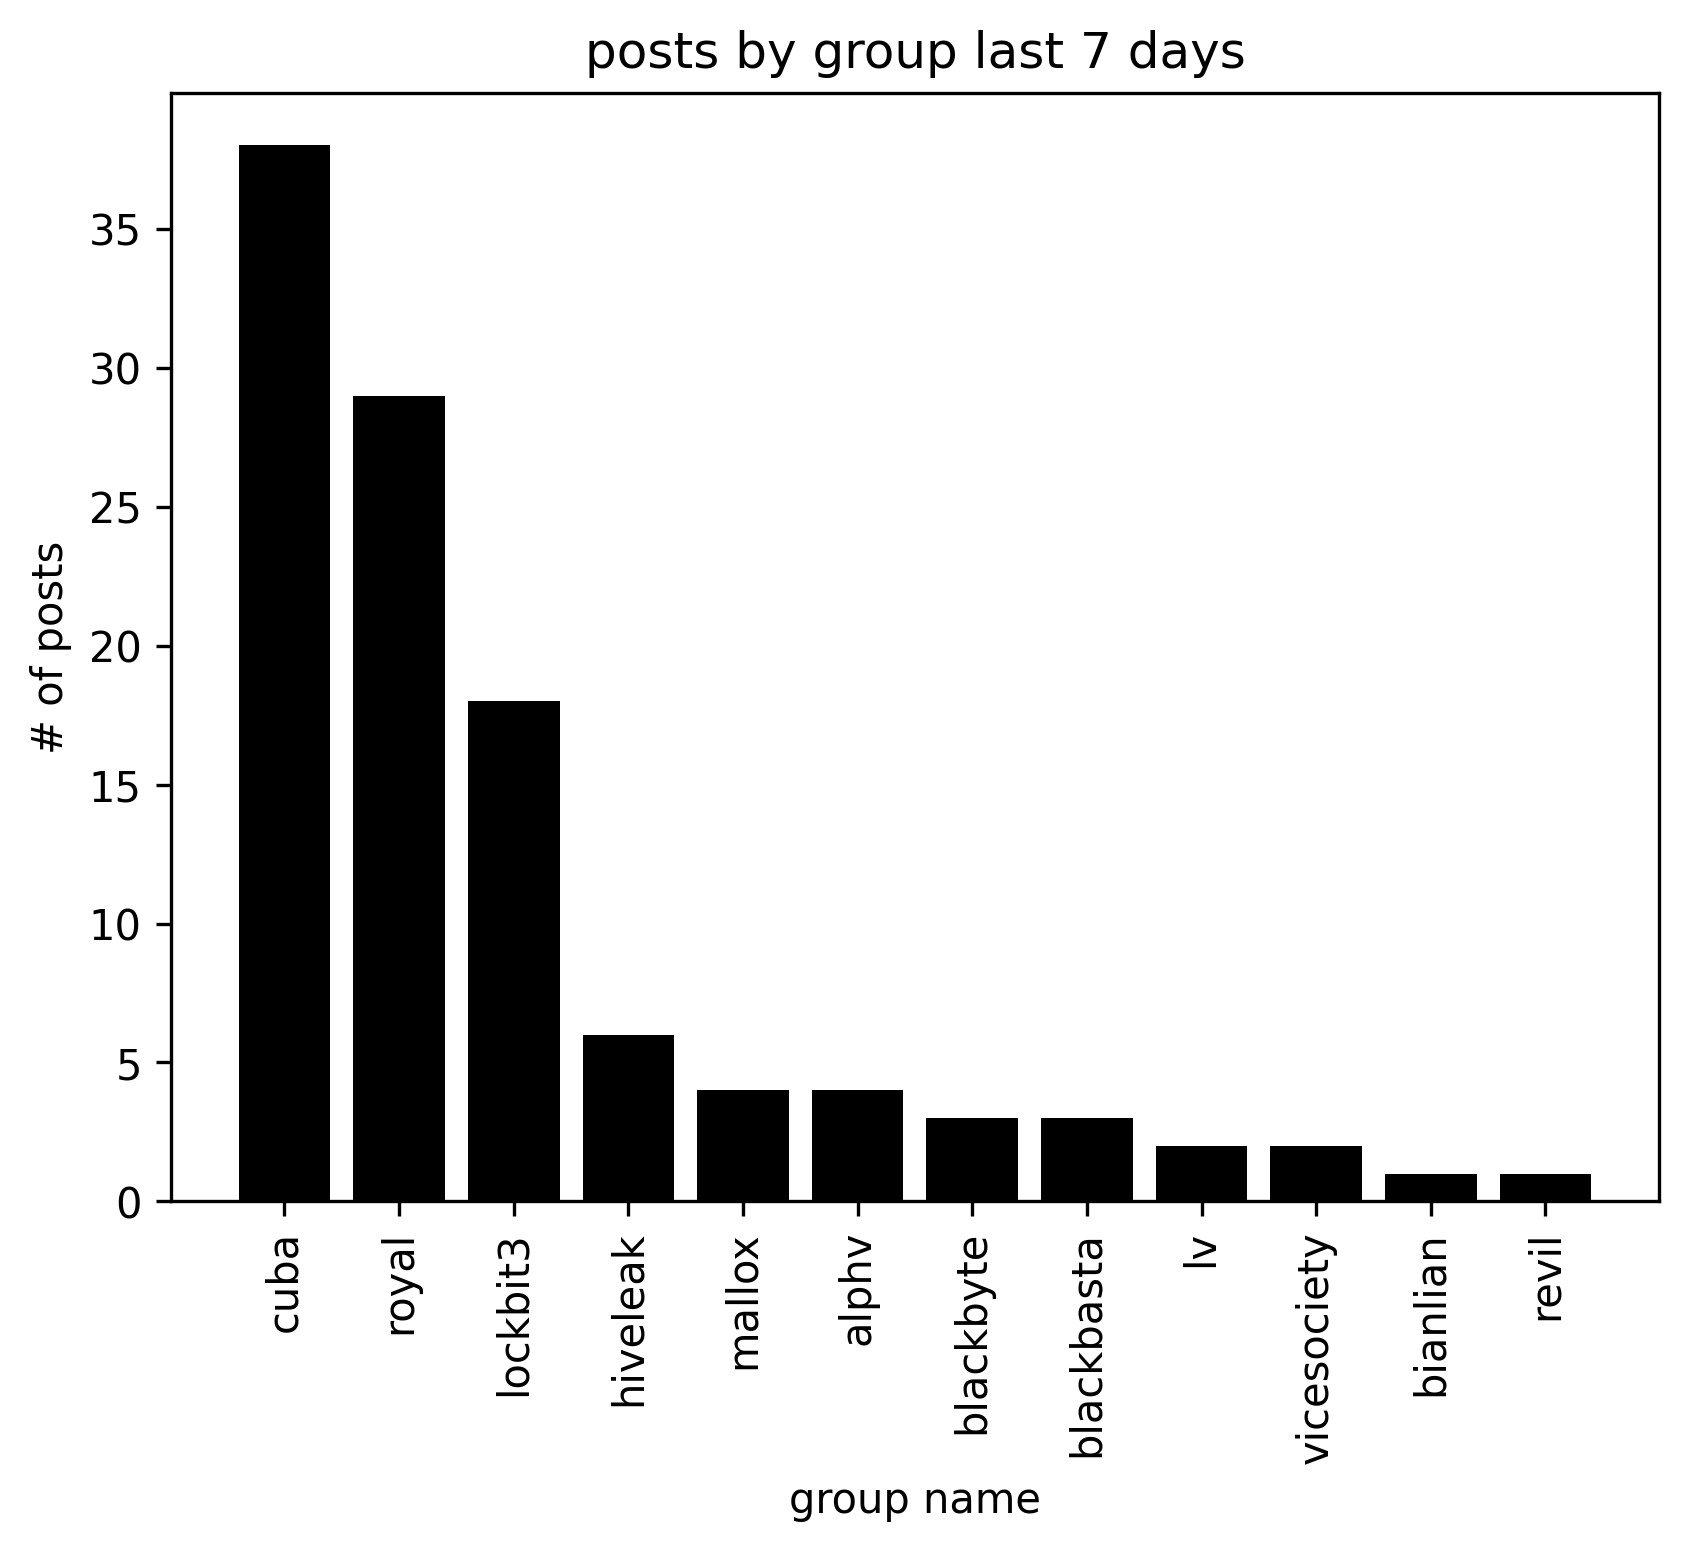 posts by group last 7 days
# of posts
35
30
25
20
15
10
5
0
cuba
royal
lockbit3
hiveleak
mallox
alphv
blackbyte
blackbasta
lv
vicesociety
bianlian
revil
group name